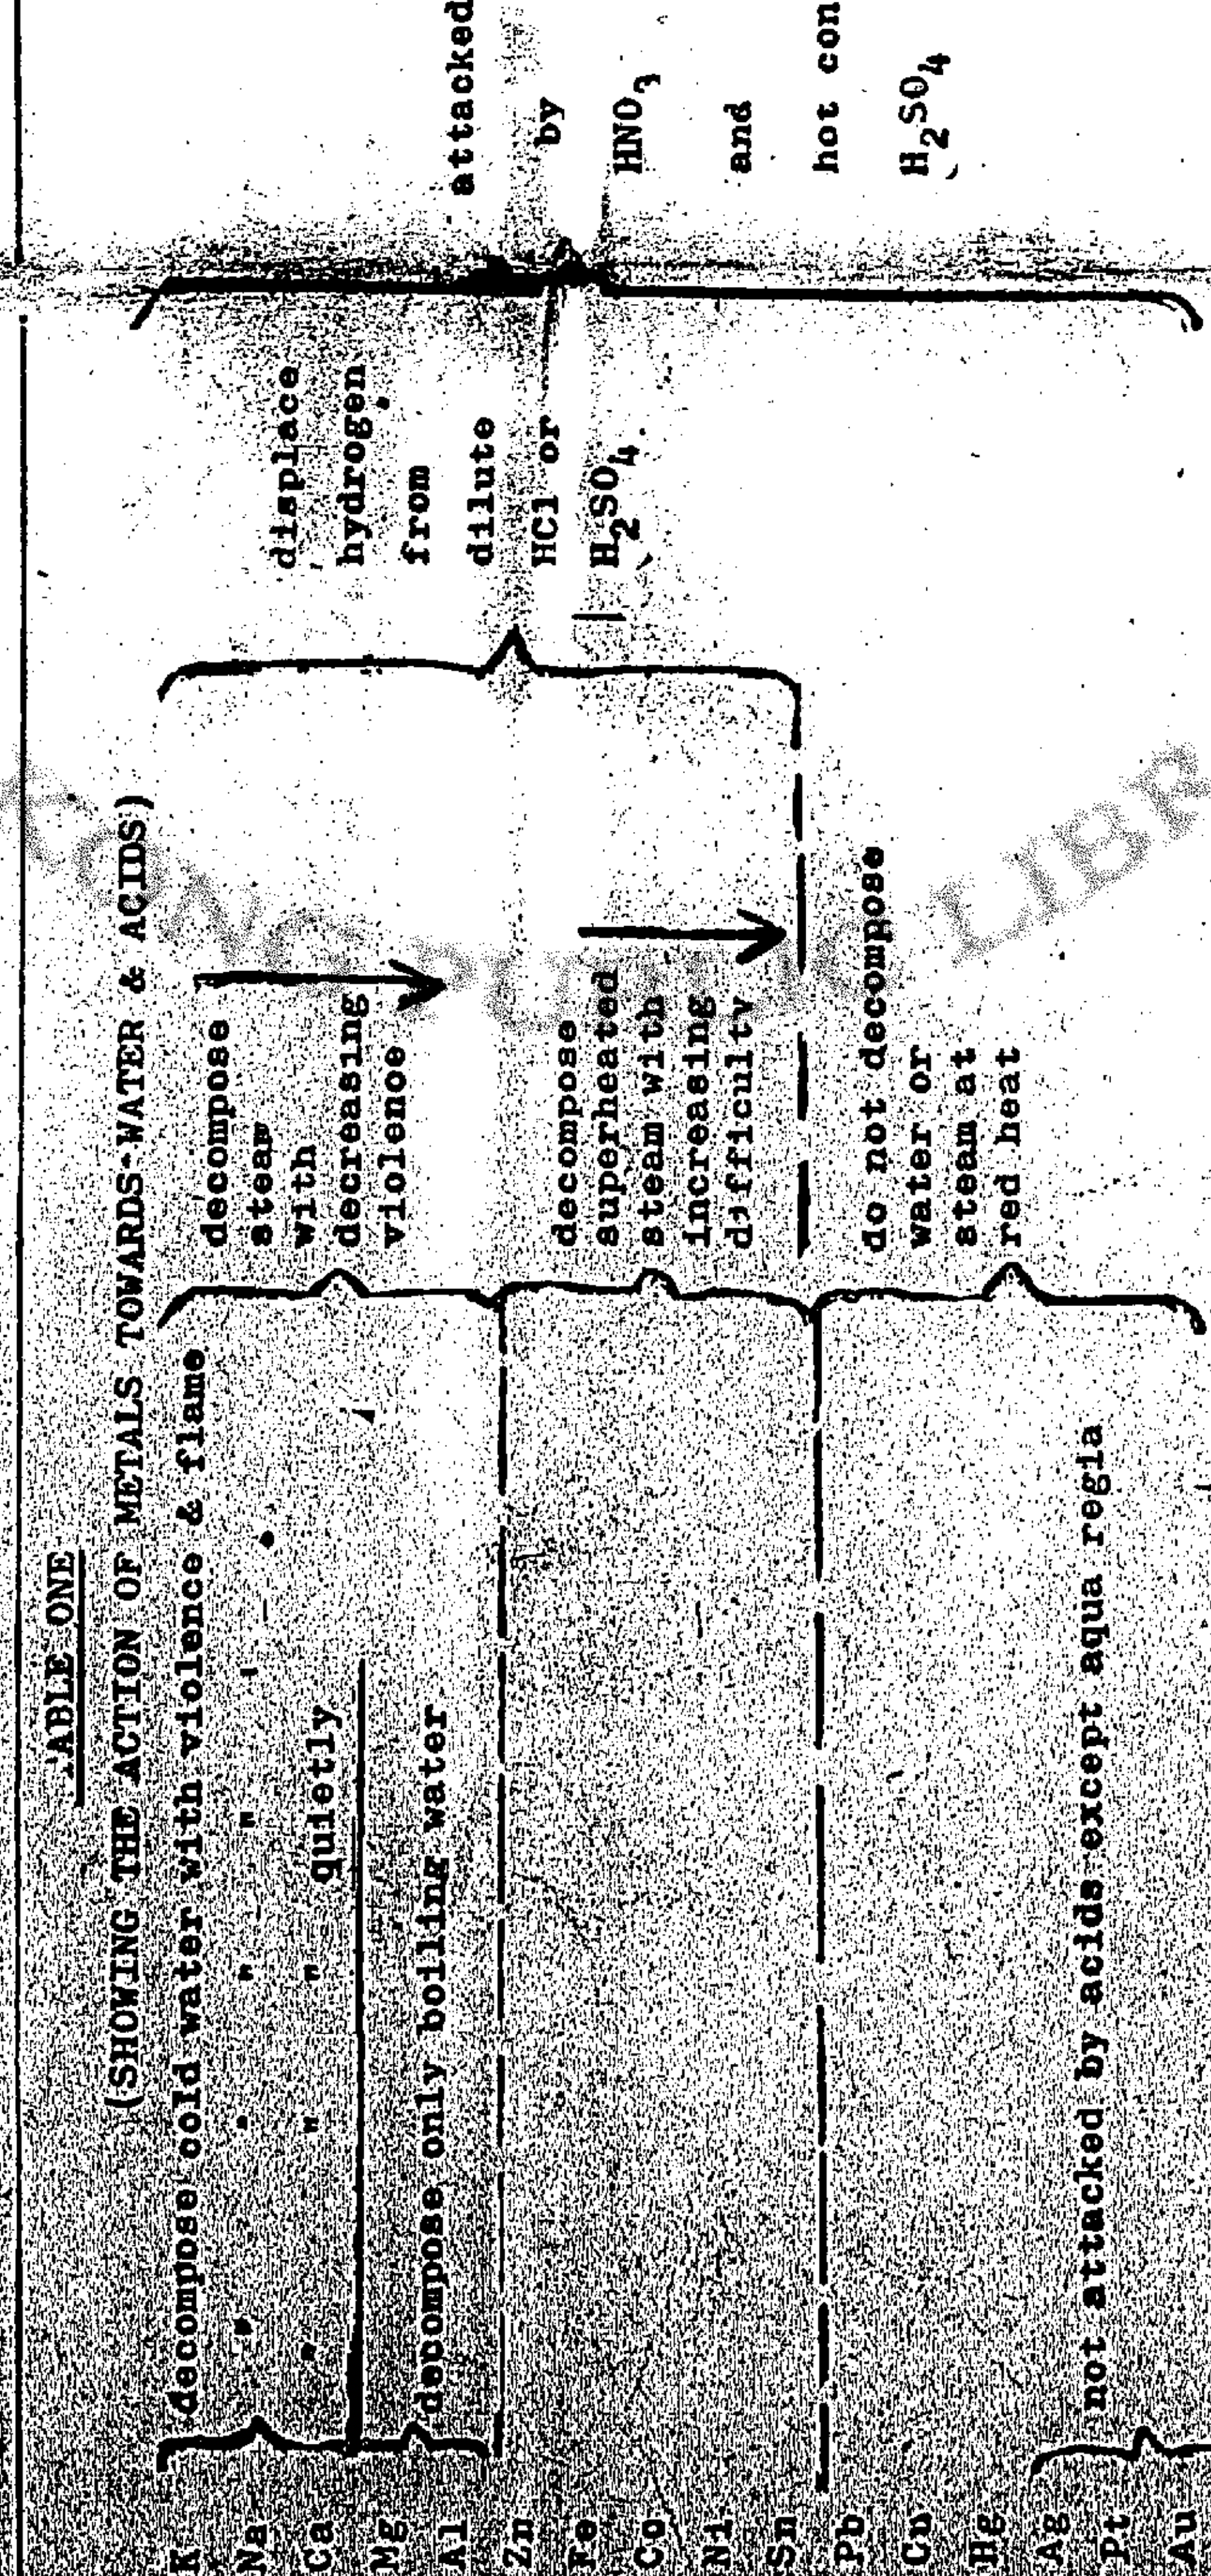 TABLE ONE
(SHOWING THE ACTION OF METALS TOWARDS WATER & ACIDS)
K decompose cold water with violence & flame
Na " " " "
Ca " " " quietly
Mg
Al decompose only boiling water
Zn
Fe
Co
Ni
Sn
Pb
Cu
Hg
Ag
Pt not attacked by acids except aqua regia
Au
decompose
steam
with
decreasing
violence
decompose
superheated
steam with
increasing
difficulty
do not decompose
water or
steam at
red heat
displace
hydrogen
from
dilute
HCl or
H2SO4
attacked
by
HNO3
and
hot con
H2SO4
LIBR